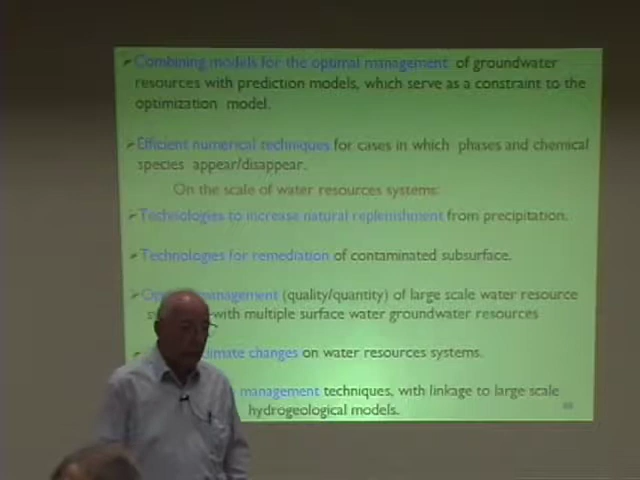 Combining models for the optimal management of groundwater
resources with prediction models, which serve as a constraint to the
optimization model.
Efficient numerical techniques for cases in which phases and chemical
species appear/disappear.
On the scale of water resources systems:
Technologies to increase natural replenishment from precipitation.
Technologies for remediation of contaminated subsurface.
management (quality/quantity) of large scale water resource
with multiple surface water groundwater resources
climate changes on water resources systems.
management techniques, with linkage to large scale
hydrogeological models.